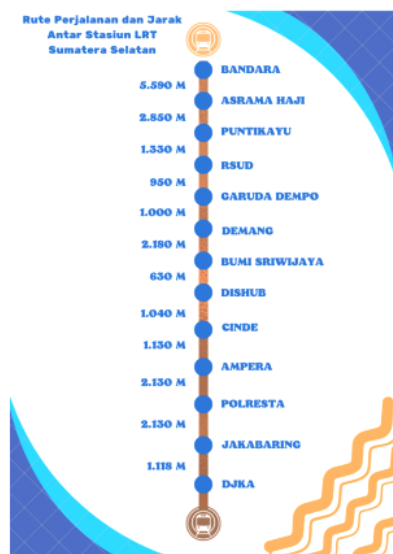 Rute Perjalanan dan Jarak
Antar Stasiun LRT
Sumatera Selatan
BANDARA
5.590 M
ASRAMA HAJI
2.850 M
PUNTIKAYU
1.330 M
RSUD
950 M
GARUDA DEMPO
1.000 M
DEMANG
2.180 M
BUMI SRIWIJAYA
630 M
DISHUB
1.040 M
CINDE
1.130 M
AMPERA
2.130 M
POLRESTA
2.130 M
JAKABARING
1.118 M
DJKA